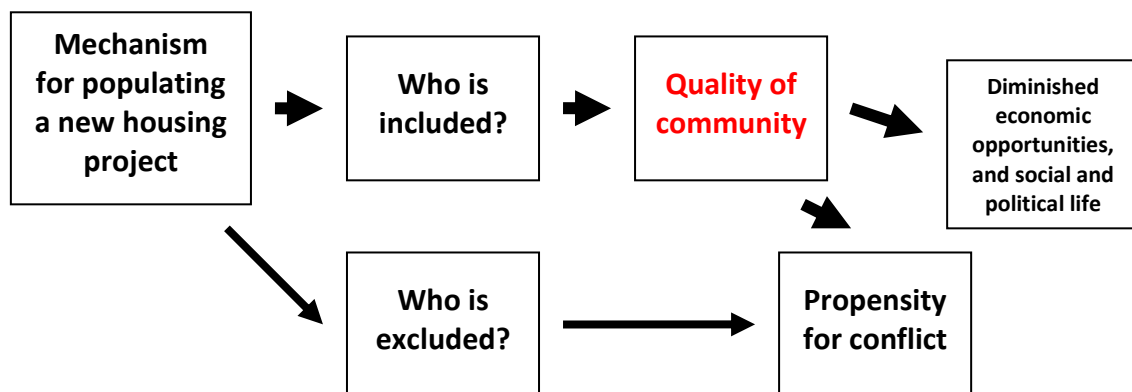 Mechanism
for populating
a new housing
project
Who is
included?
Quality of
community
Diminished
economic
opportunities,
and social and
political life
Who is
excluded?
Propensity
for conflict